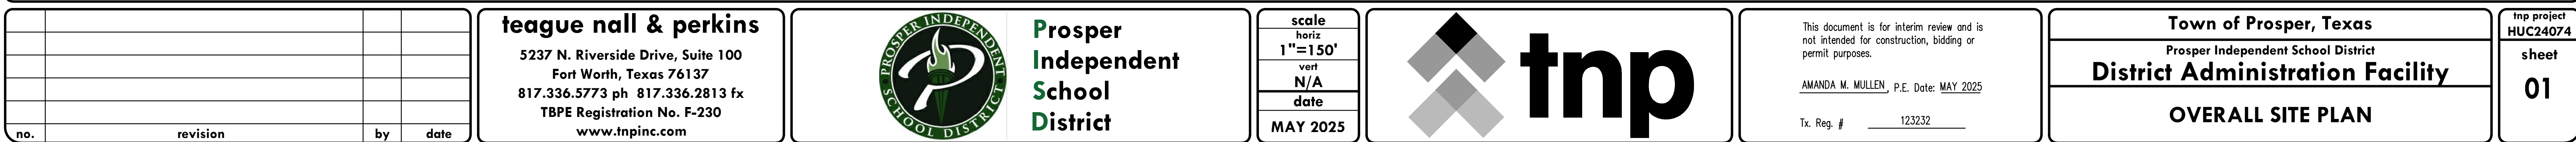 no. revision by date
teague nall & perkins
5237 N. Riverside Drive, Suite 100
Fort Worth, Texas 76137
817.336.5773 ph 817.336.2813 fx
TBPE Registration No. F-230
www.tnpinc.com
PROSPER INDEPENDENT
SCHOOL DISTRICT
Prosper
Independent
School
District
scale
horiz
1"=150'
vert
N/A
date
MAY 2025
tnp
This document is for interim review and is
not intended for construction, bidding or
permit purposes.
AMANDA M. MULLEN, P.E. Date: MAY 2025
Tx. Reg. # 123232
Town of Prosper, Texas
Prosper Independent School District
District Administration Facility
OVERALL SITE PLAN
tnp project
HUC24074
sheet
01